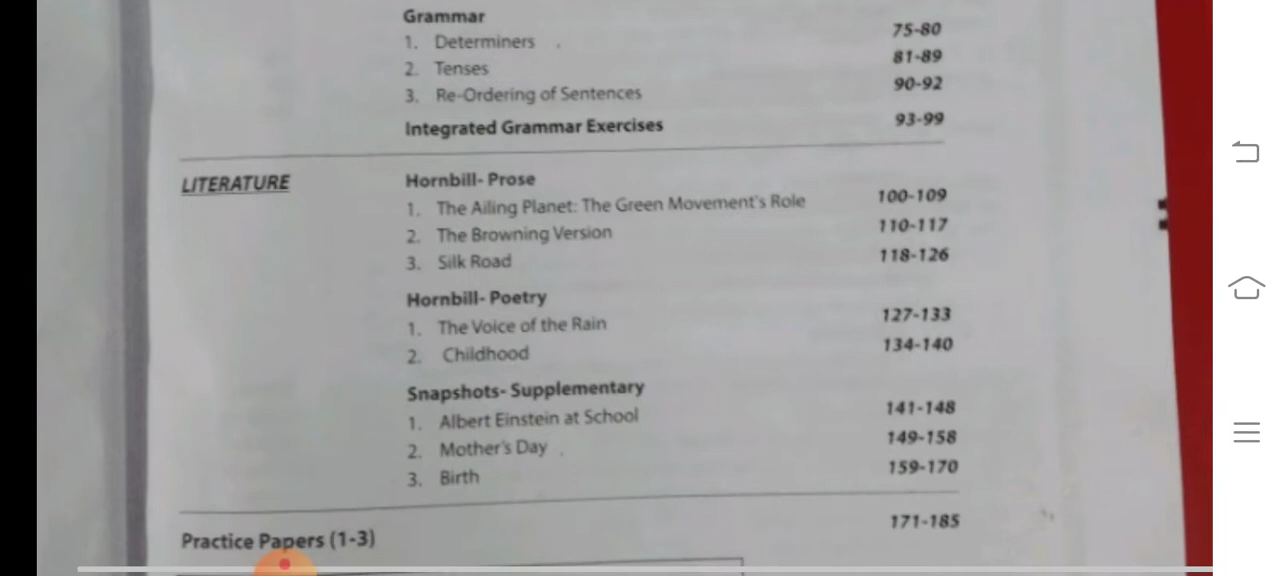 Grammar
1. Determiners 75-80
2. Tenses 81-89
3. Re-Ordering of Sentences 90-92
Integrated Grammar Exercises 93-99
LITERATURE Hornbill- Prose
1. The Ailing Planet: The Green Movement's Role 100-109
2. The Browning Version 110-117
3. Silk Road 118-126
Hornbill- Poetry
1. The Voice of the Rain 127-133
2. Childhood 134-140
Snapshots- Supplementary
1. Albert Einstein at School 141-148
2. Mother's Day 149-158
3. Birth 159-170
Practice Papers (1-3) 171-185